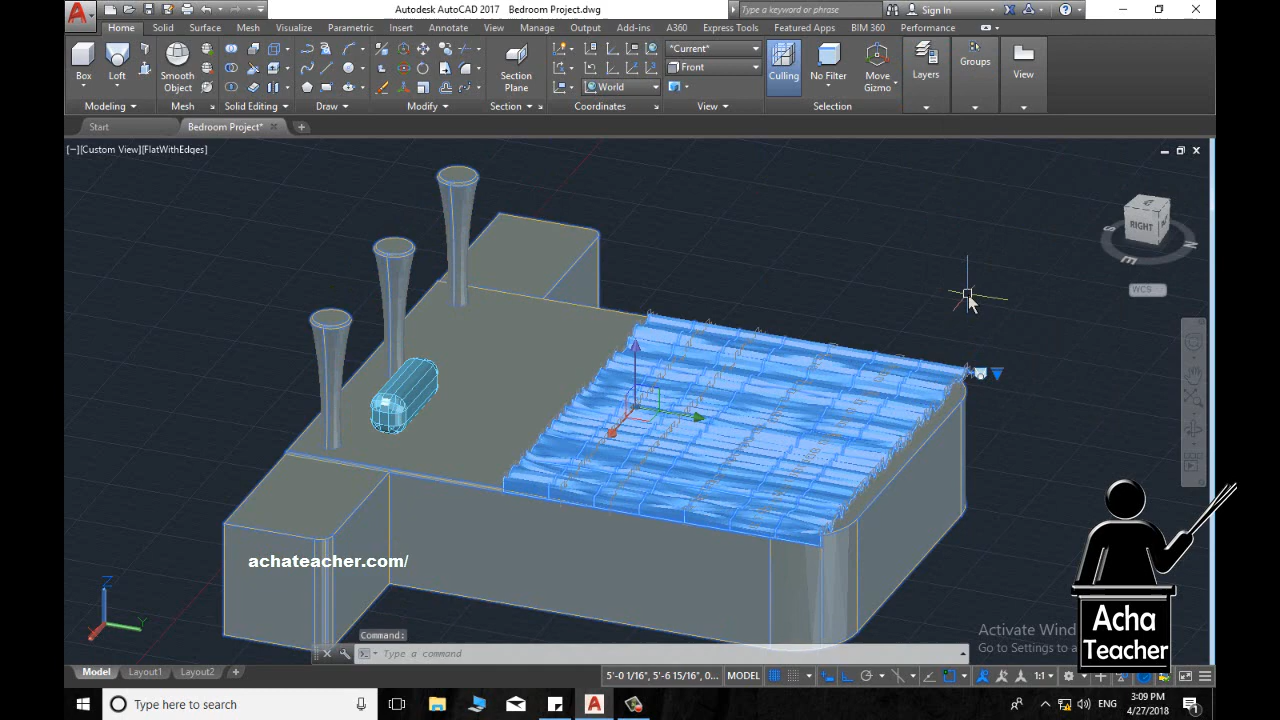 Autodesk AutoCAD 2017 Bedroom Project.dwg
Type a keyword or phrase
Sign In
Home Solid Surface Mesh Visualize Parametric Insert Annotate View Manage Output Add-ins A360 Express Tools Featured Apps BIM 360 Performance
Box
Loft
Smooth Object
Section Plane
World
*Current*
Front
Culling
No Filter
Move Gizmo
Layers
Groups
View
Modeling
Mesh
Solid Editing
Draw
Modify
Section
Coordinates
View
Selection
Start
Bedroom Project*
[−][Custom View][FlatWithEdges]
RIGHT
S
E
N
WCS
Z
Y
achateacher.com/
Activate Wind
Go to Settings to a
Acha
Teacher
Command:
Type a command
Model
Layout1
Layout2
5'-0 1/16", 5'-6 15/16", 0...
MODEL
1:1
Type here to search
ENG
3:09 PM
4/27/2018